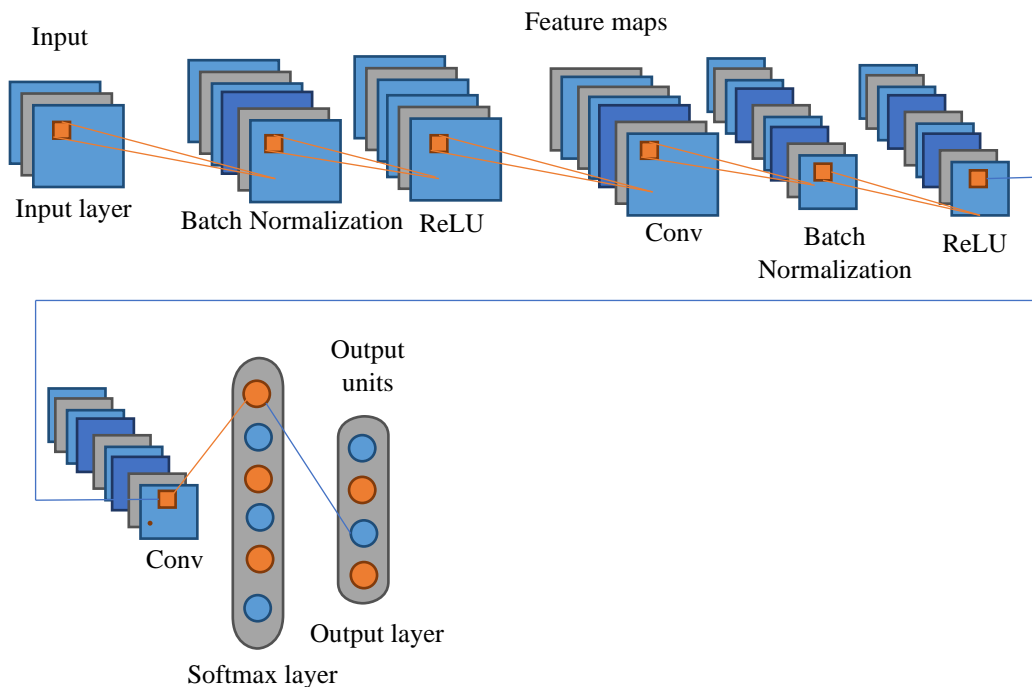 Input
Feature maps
Input layer
Batch Normalization
ReLU
Conv
Batch
Normalization
ReLU
Output
units
Conv
Output layer
Softmax layer